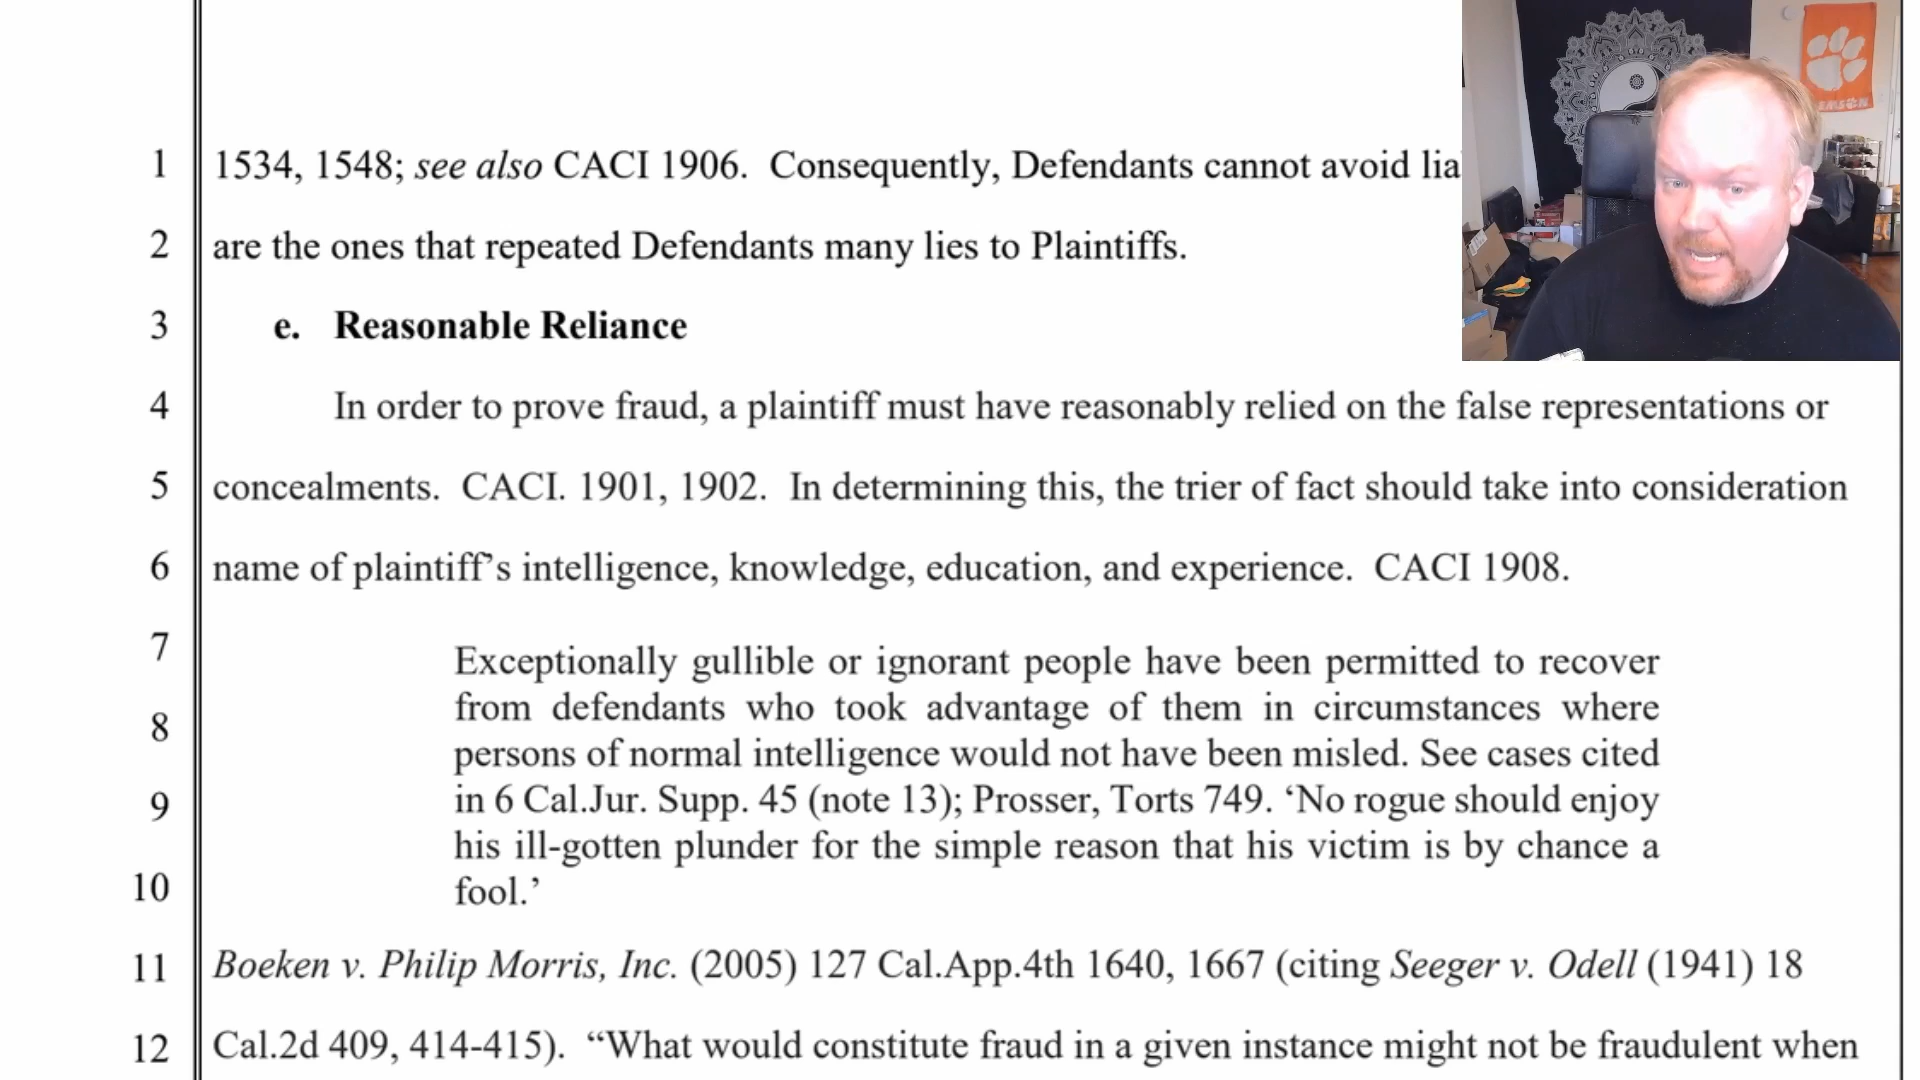 1 1534, 1548; see also CACI 1906. Consequently, Defendants cannot avoid
2 are the ones that repeated Defendants many lies to Plaintiffs.
3 e. Reasonable Reliance
4 In order to prove fraud, a plaintiff must have reasonably relied on the false representations or
5 concealments. CACI. 1901, 1902. In determining this, the trier of fact should take into consideration
6 name of plaintiff’s intelligence, knowledge, education, and experience. CACI 1908.
7 Exceptionally gullible or ignorant people have been permitted to recover
from defendants who took advantage of them in circumstances where
8 persons of normal intelligence would not have been misled. See cases cited
9 in 6 Cal.Jur. Supp. 45 (note 13); Prosser, Torts 749. ‘No rogue should enjoy
his ill-gotten plunder for the simple reason that his victim is by chance a
10 fool.’
11 Boeken v. Philip Morris, Inc. (2005) 127 Cal.App.4th 1640, 1667 (citing Seeger v. Odell (1941) 18
12 Cal.2d 409, 414-415). “What would constitute fraud in a given instance might not be fraudulent when